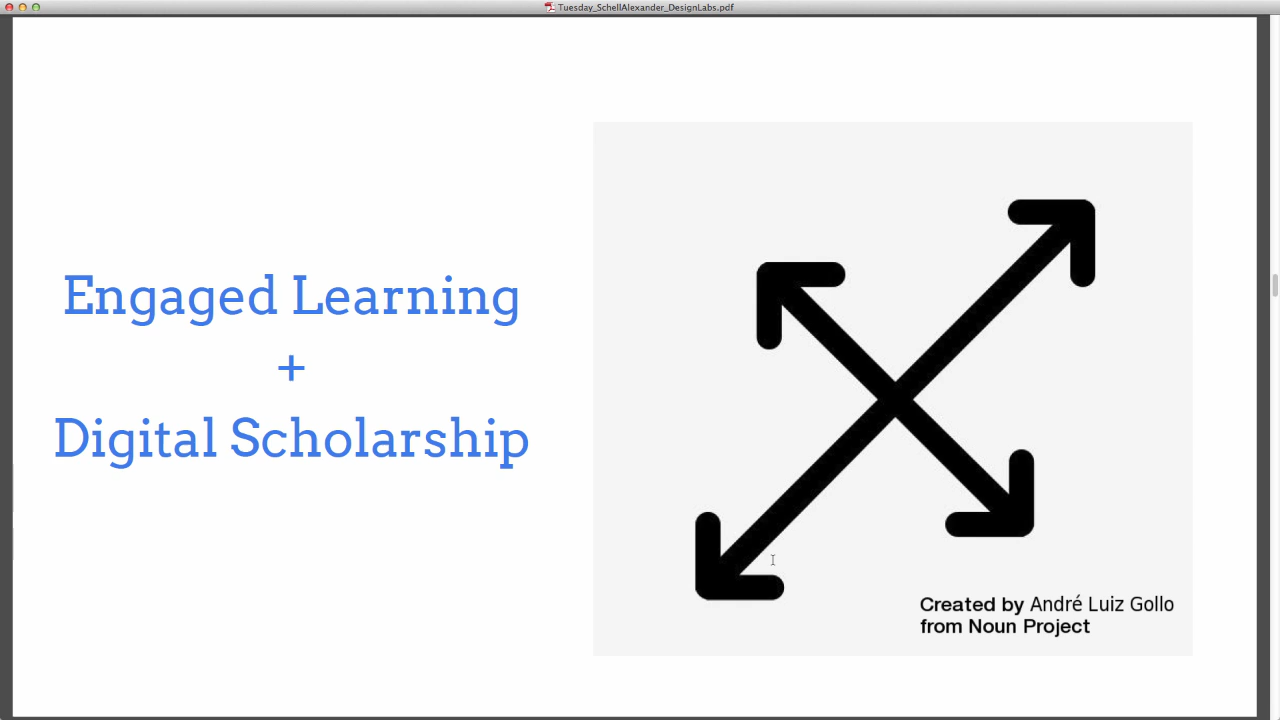 Tuesday_SchellAlexander_DesignLabs.pdf
Engaged Learning
+
Digital Scholarship
Created by André Luiz Gollo
from Noun Project